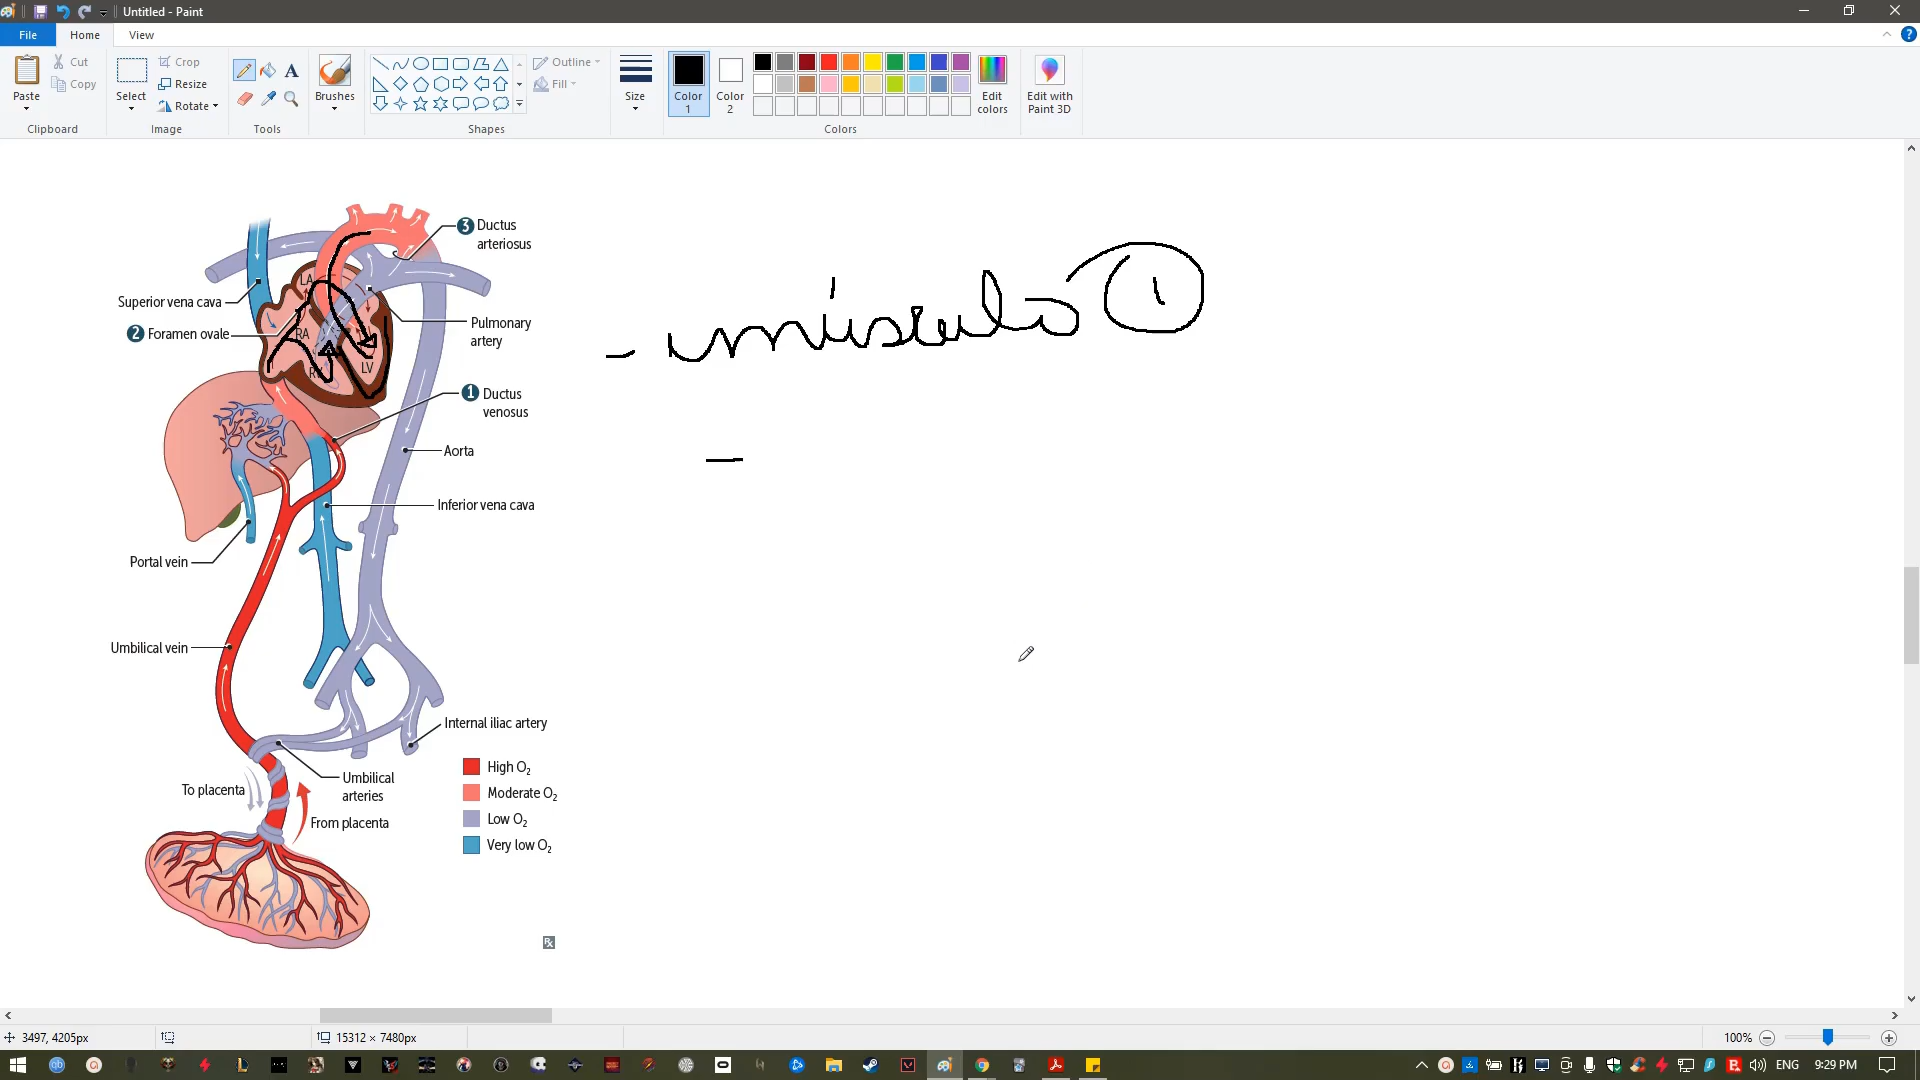 Untitled - Paint
File
Home
View
Paste
Cut
Copy
Clipboard
Select
Crop
Resize
Rotate
Image
Tools
Brushes
Outline
Fill
Shapes
Size
Color 1
Color 2
Edit colors
Colors
Edit with Paint 3D
3 Ductus
arteriosus
LA
Superior vena cava
2 Foramen ovale
RA
Pulmonary
artery
LV
RV
1 Ductus
venosus
Aorta
Inferior vena cava
Portal vein
Umbilical vein
Internal iliac artery
High O₂
To placenta
Umbilical
arteries
Moderate O₂
Low O₂
From placenta
Very low O₂
Rx
- músculo 1
-
3497, 4205px
15312 × 7480px
100%
ENG
9:29 PM